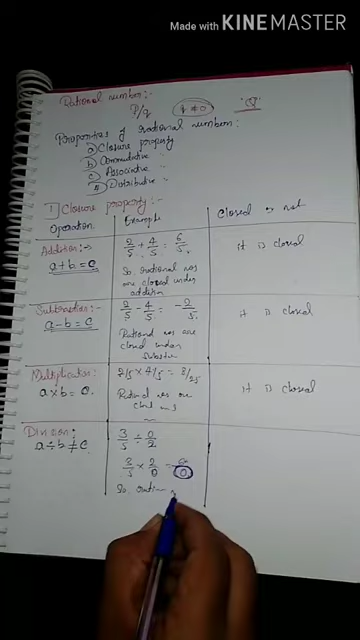 Made with KINEMASTER
Rational number:-
P/q q ≠ 0 'Q'
Properties of rational numbers:
a) Closure property
b) Commutative "
c) Associative "
d) Distributive "
1) Closure property:-
Operation Example Closed or not
Addition:-
a+b = c
2/5 + 4/5 = 6/5
So, rational nos are closed under addition
It is closed
Subtraction:-
a-b = c
2/5 - 4/5 = -2/5
Rational nos are closed under
It is closed
Multiplication
a×b = c
2/5 × 4/5 = 8/25
Rational nos are
It is closed
Division:
a÷b ≠ c
3/5 ÷ 0/2
3/5 × 2/0 = 6/0
So,